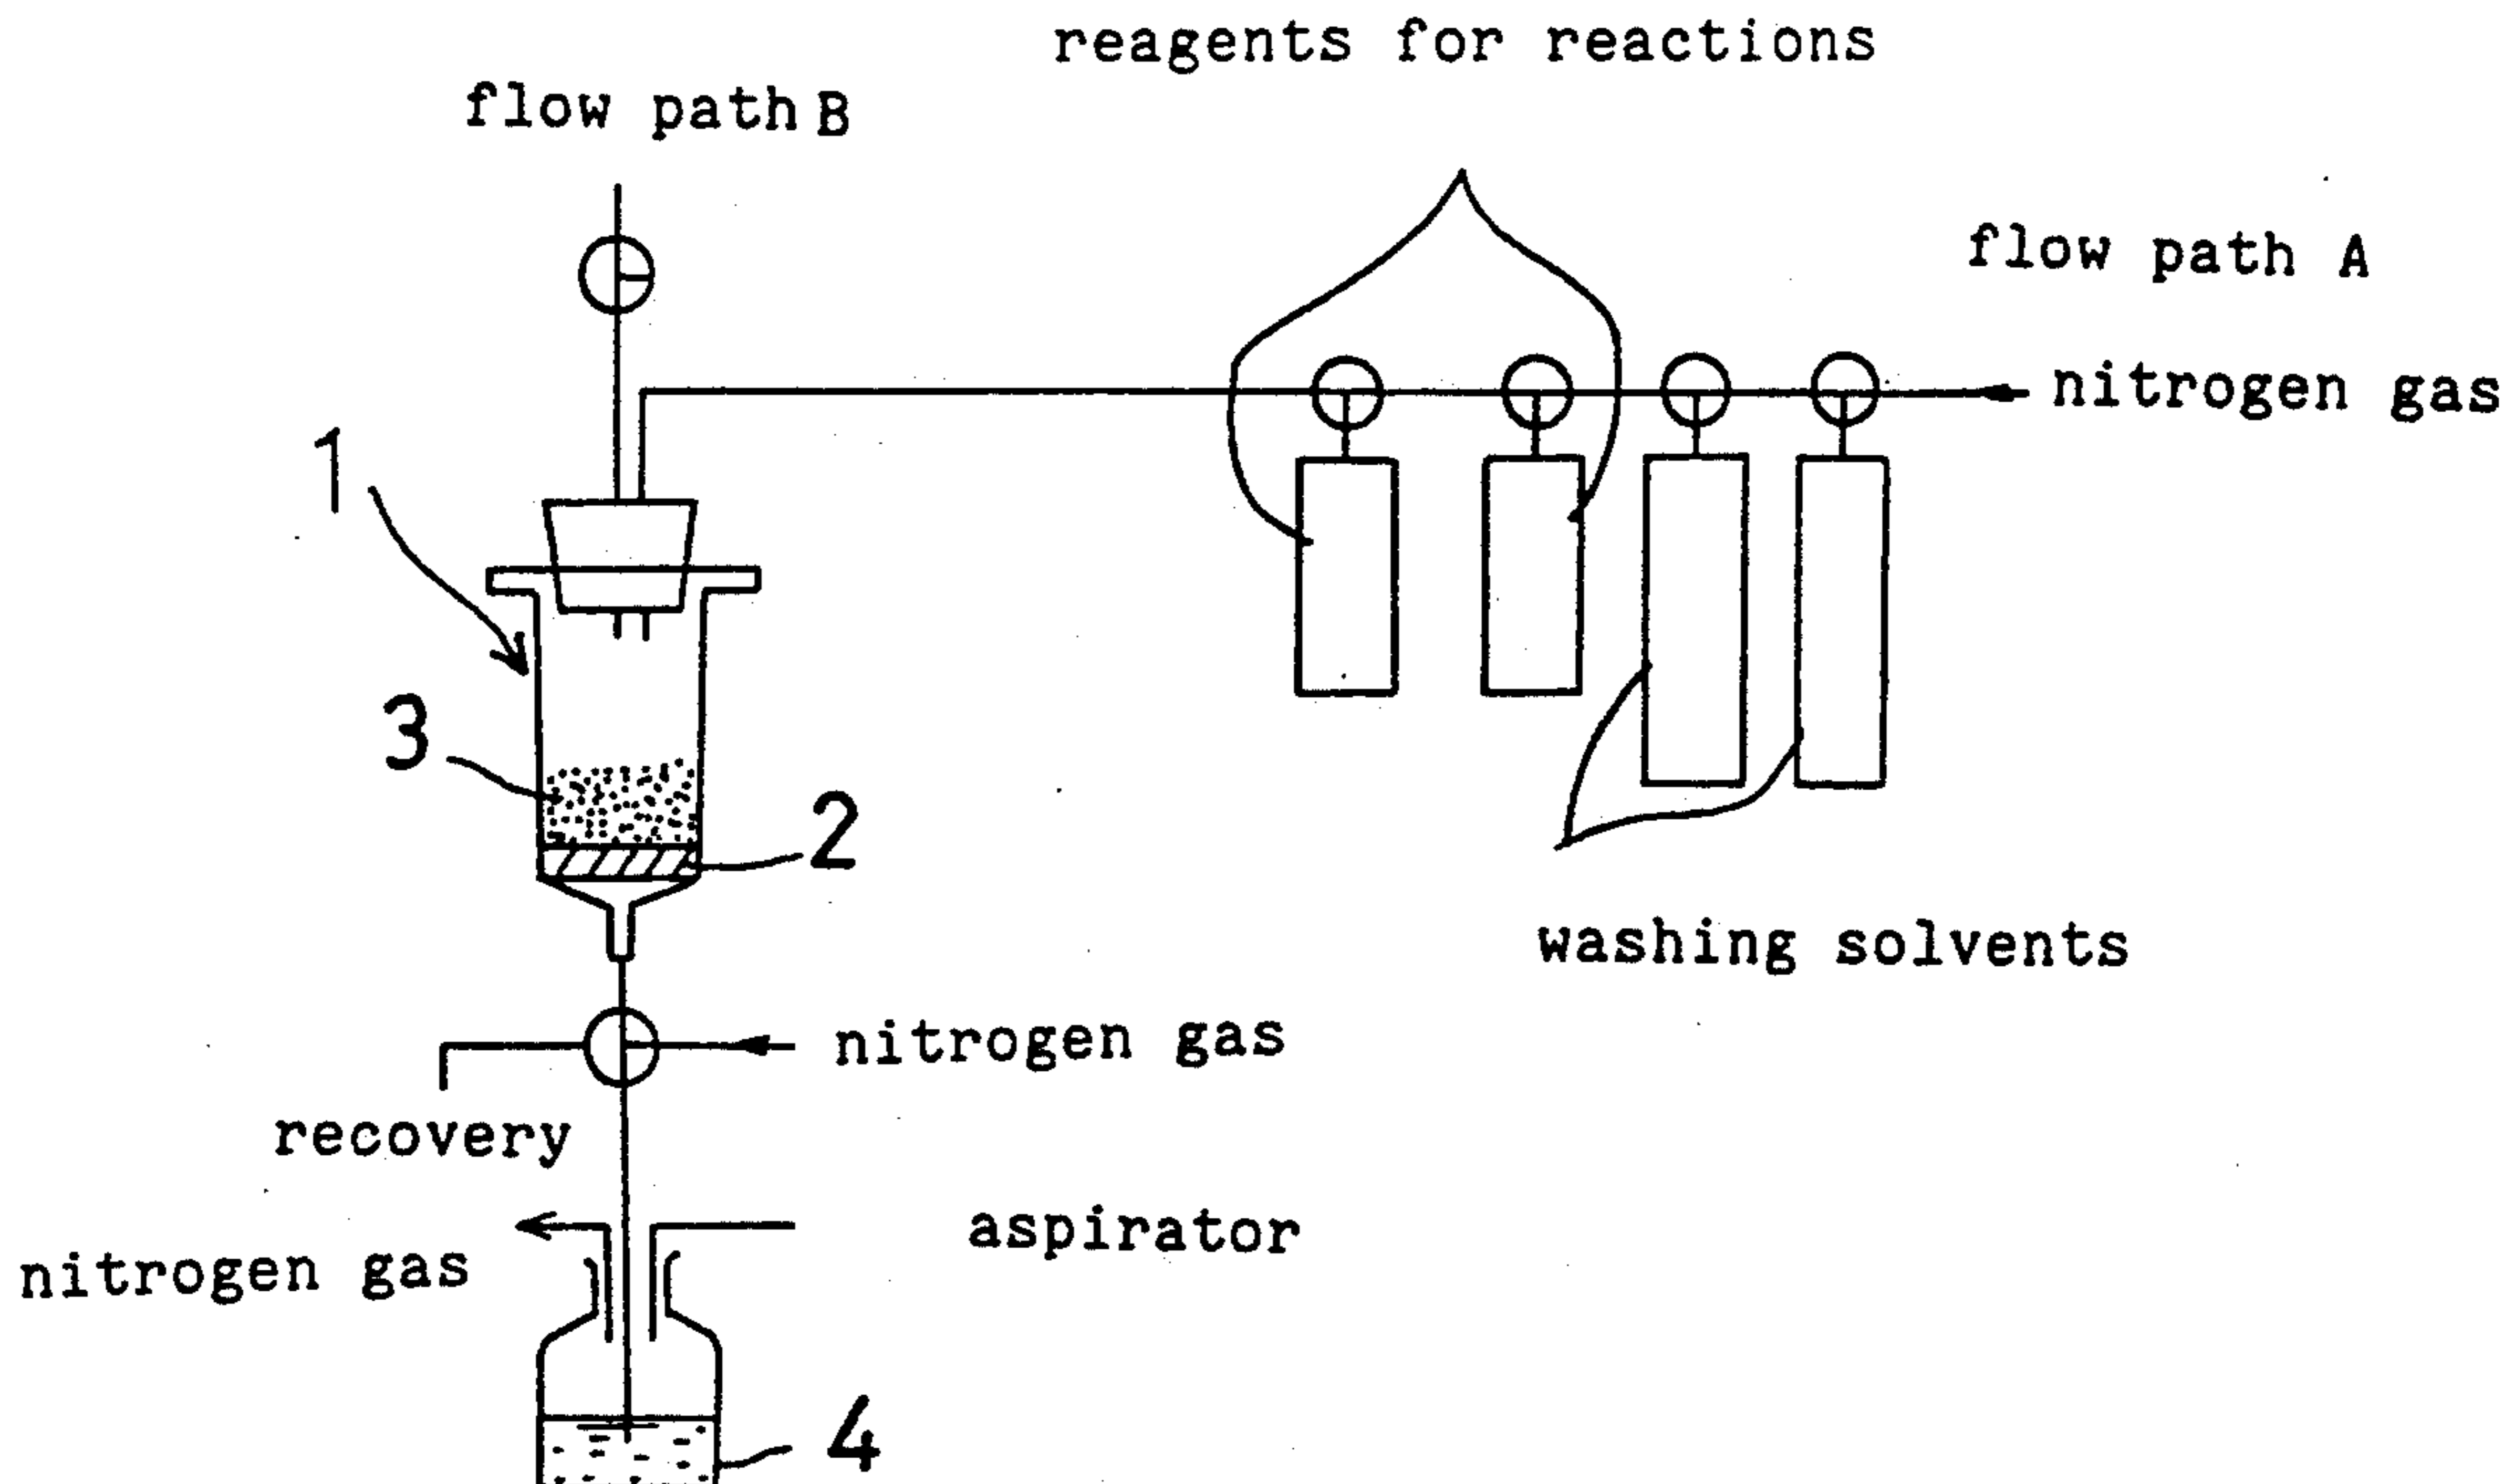 reagents for reactions
flow path B
flow path A
nitrogen gas
1
3
2
washing solvents
nitrogen gas
recovery
aspirator
nitrogen gas
4